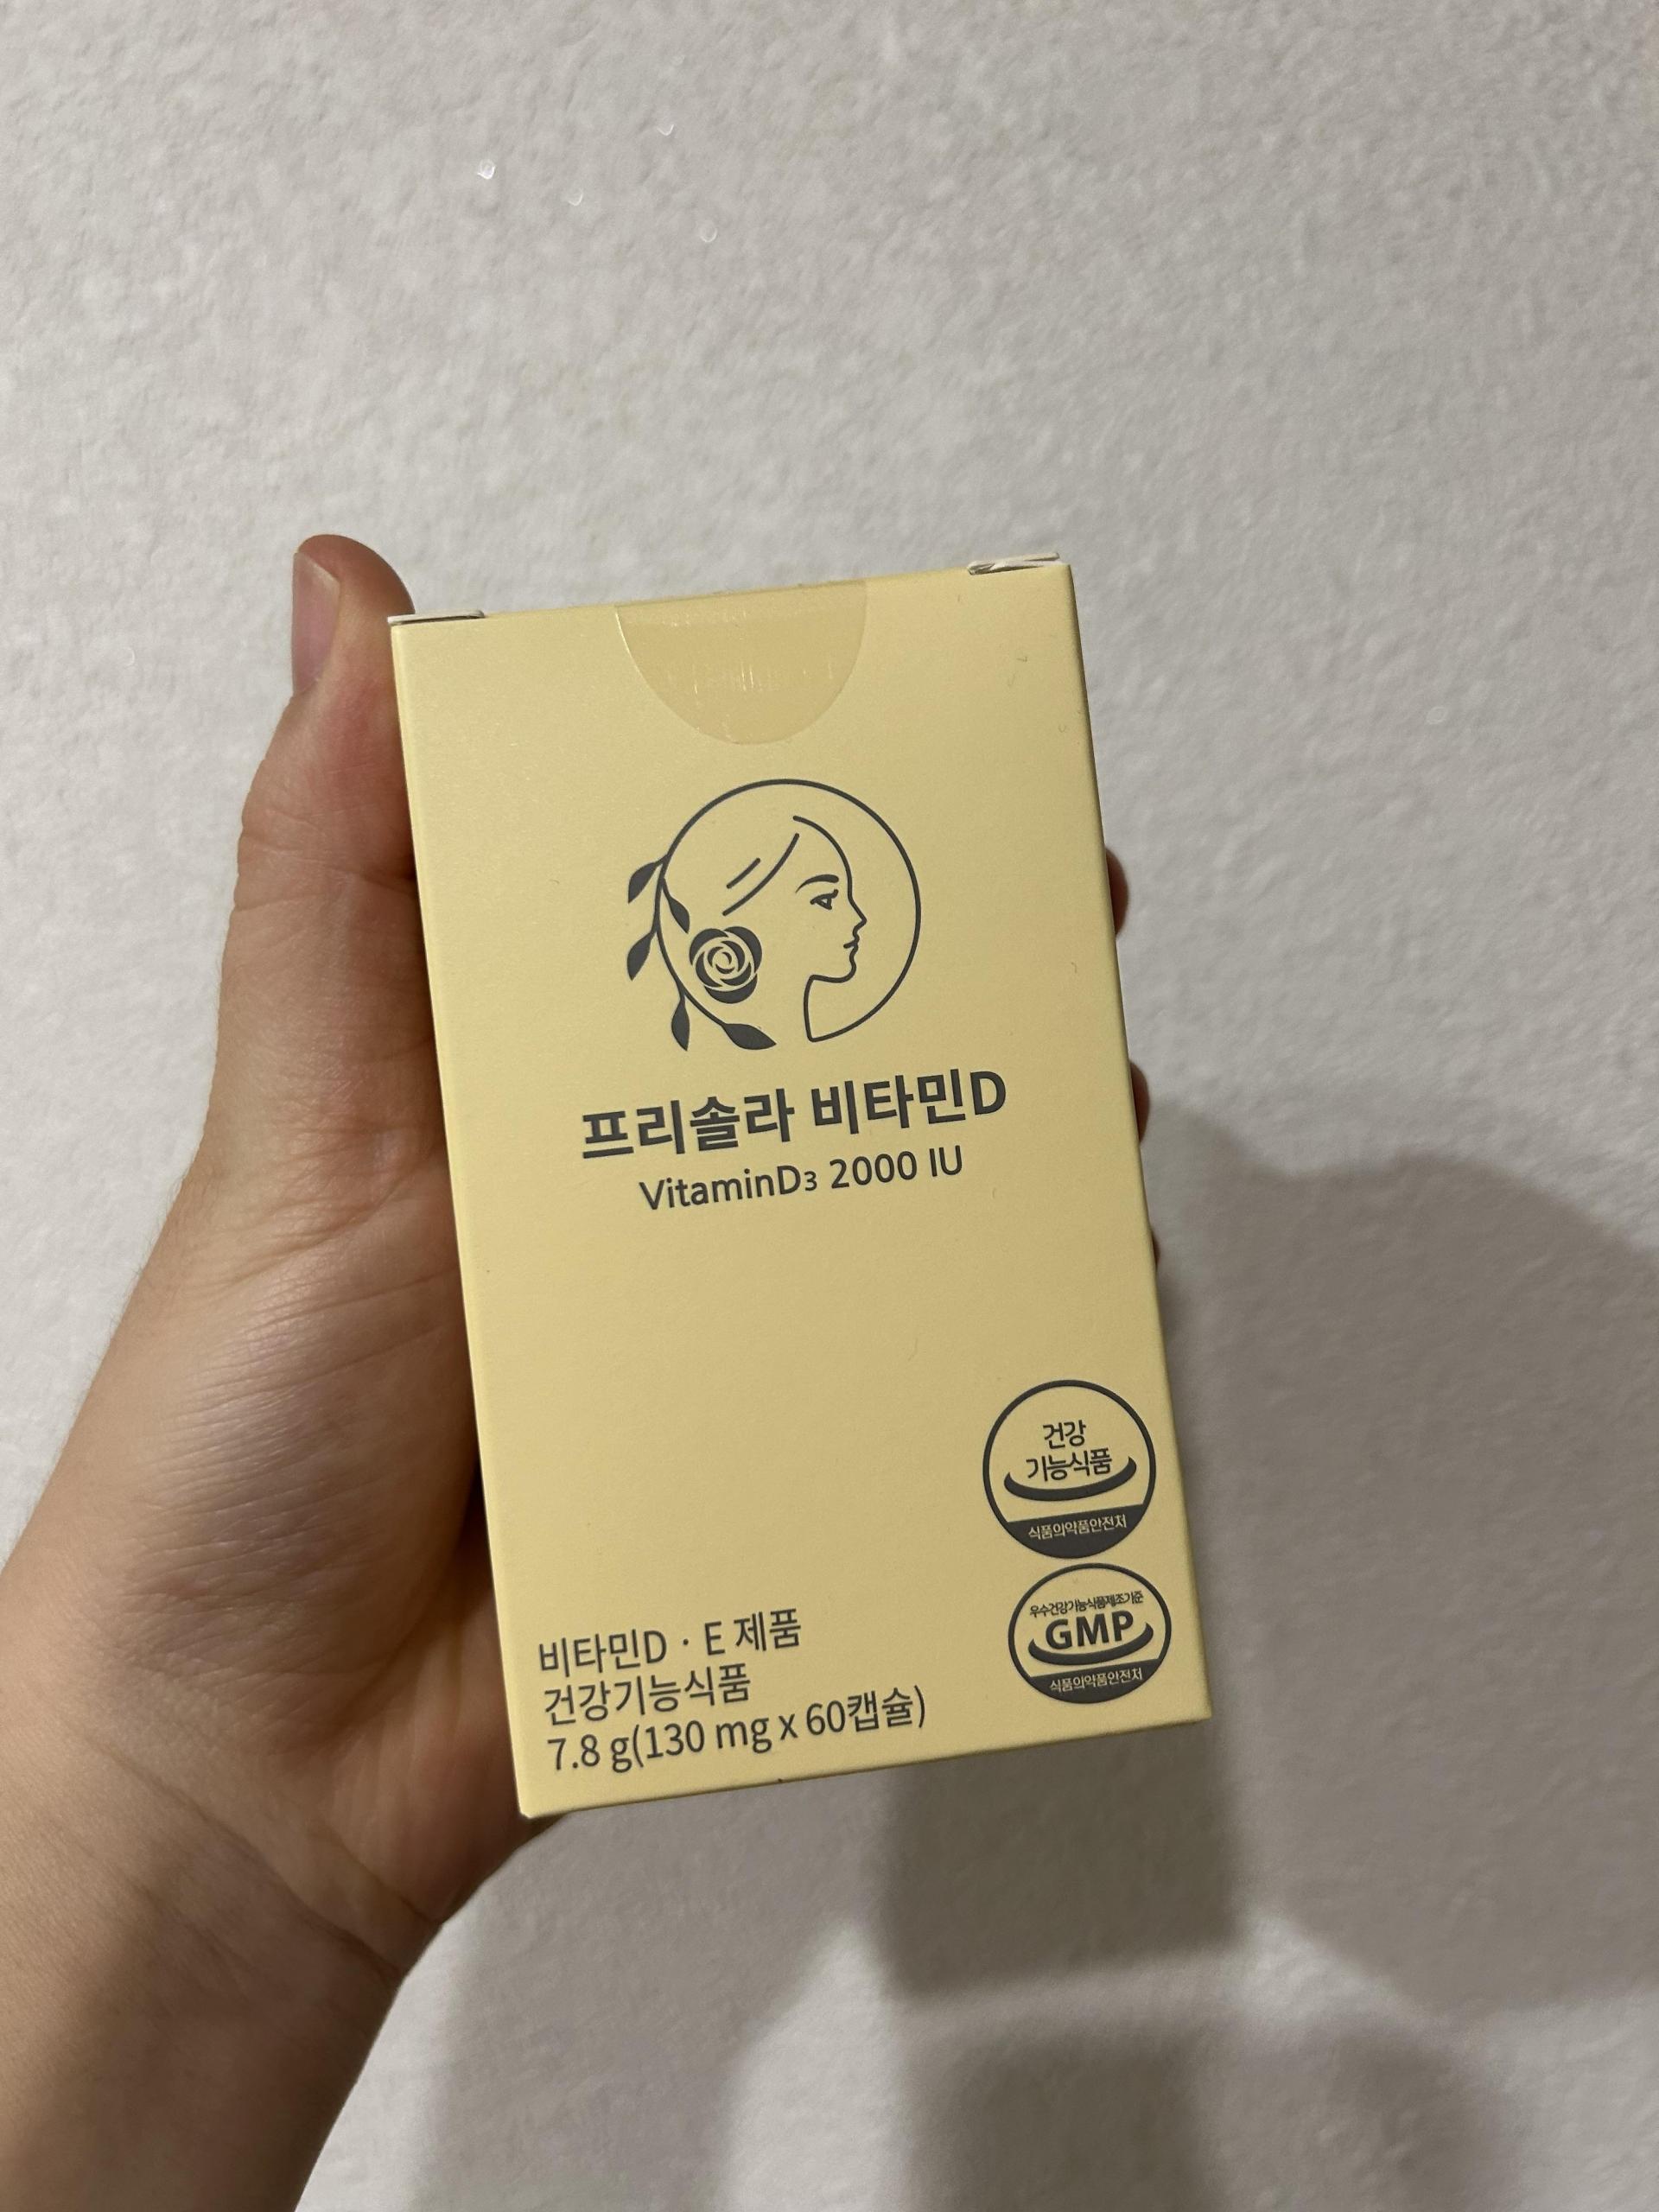 프리솔라 비타민D
VitaminD₃ 2000 IU
건강
기능식품
식품의약품안전처
우수건강기능식품제조기준
GMP
식품의약품안전처
비타민D · E 제품
건강기능식품
7.8 g(130 mg x 60캡슐)